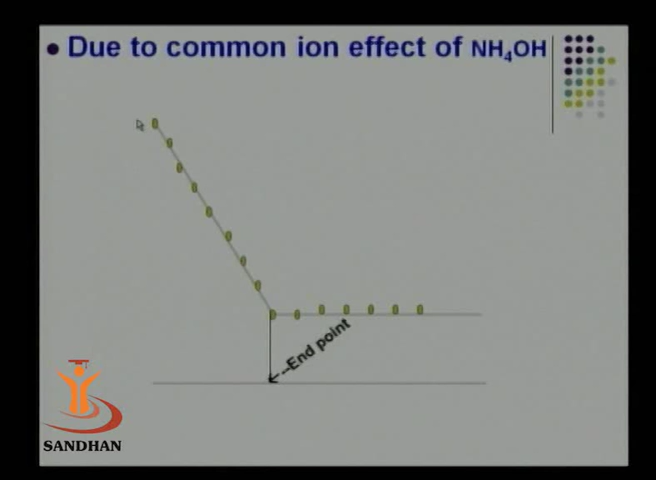 • Due to common ion effect of NH₄OH
--End point
SANDHAN